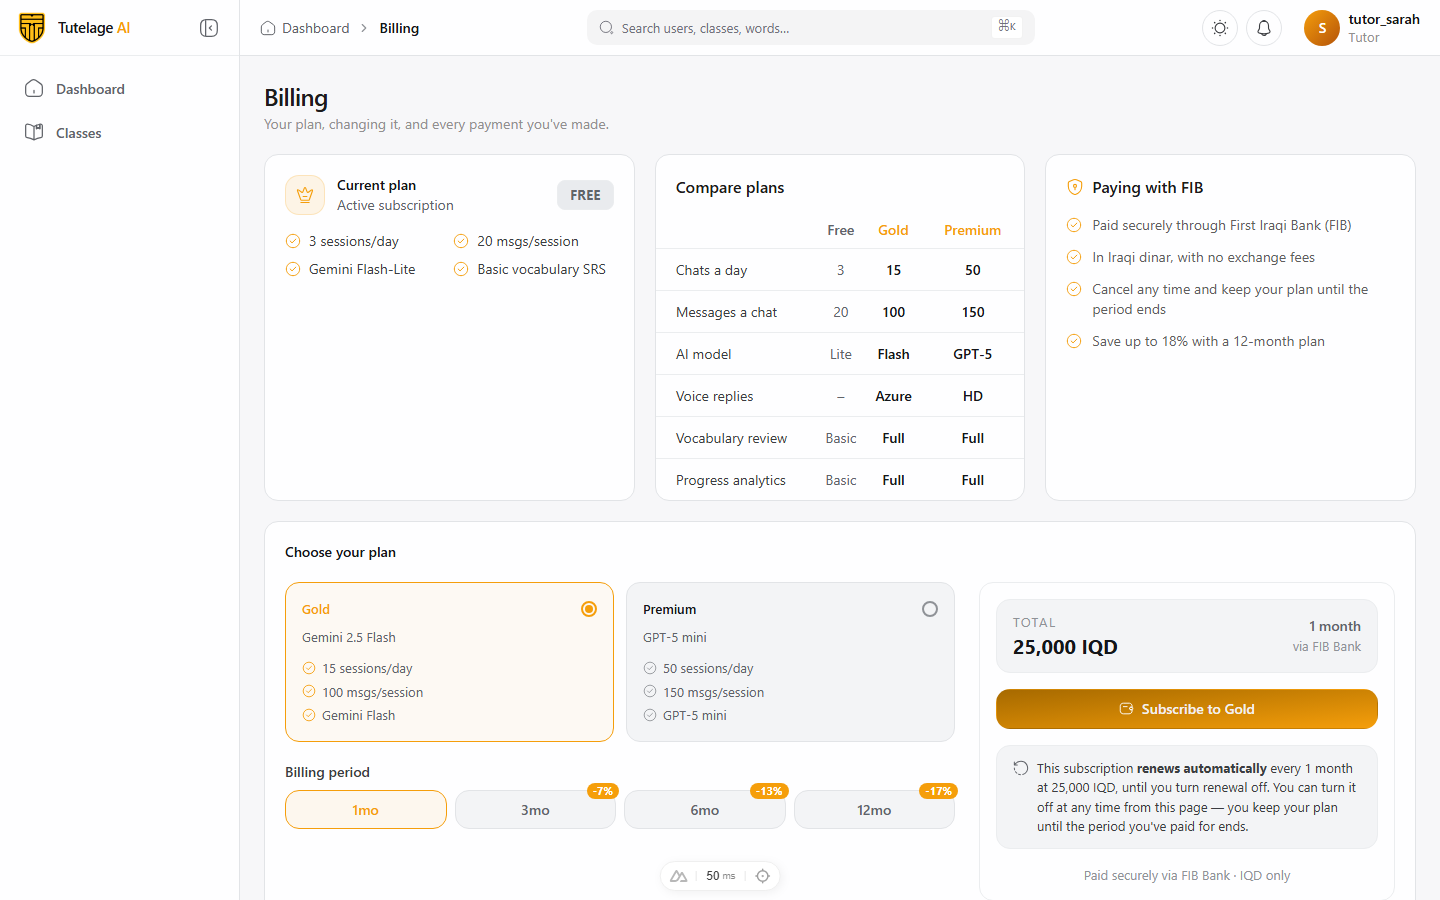 Tutelage AI
Dashboard
Classes
Dashboard > Billing
Search users, classes, words...
⌘K
S
tutor_sarah
Tutor
Billing
Your plan, changing it, and every payment you've made.
Current plan
Active subscription
FREE
3 sessions/day
20 msgs/session
Gemini Flash-Lite
Basic vocabulary SRS
Compare plans
Free Gold Premium
Chats a day 3 15 50
Messages a chat 20 100 150
AI model Lite Flash GPT-5
Voice replies – Azure HD
Vocabulary review Basic Full Full
Progress analytics Basic Full Full
Paying with FIB
Paid securely through First Iraqi Bank (FIB)
In Iraqi dinar, with no exchange fees
Cancel any time and keep your plan until the
period ends
Save up to 18% with a 12-month plan
Choose your plan
Gold
Gemini 2.5 Flash
15 sessions/day
100 msgs/session
Gemini Flash
Premium
GPT-5 mini
50 sessions/day
150 msgs/session
GPT-5 mini
Billing period
1mo
3mo
-7%
6mo
-13%
12mo
-17%
TOTAL
25,000 IQD
1 month
via FIB Bank
Subscribe to Gold
This subscription renews automatically every 1 month
at 25,000 IQD, until you turn renewal off. You can turn it
off at any time from this page — you keep your plan
until the period you've paid for ends.
Paid securely via FIB Bank · IQD only
50 ms